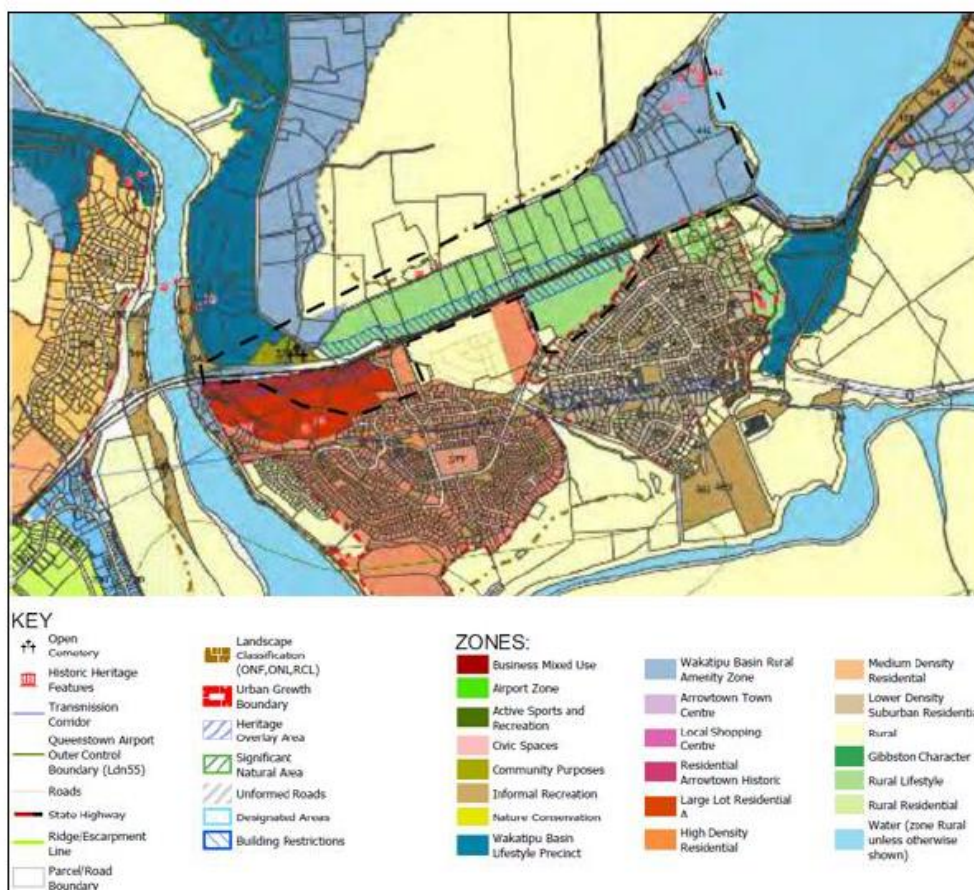 KEY
Open
Cemetery
Historic Heritage
Features
Transmission
Corridor
Queenstown Airport
Outer Control
Boundary (Ldn55)
Roads
State Highway
Ridge/Escarpment
Line
Parcel/Road
Boundary
Landscape
Classification
(ONF,ONL,RCL)
Urban Growth
Boundary
Heritage
Overlay Area
Significant
Natural Area
Unformed Roads
Designated Areas
Building Restrictions
ZONES:
Business Mixed Use
Airport Zone
Active Sports and
Recreation
Civic Spaces
Community Purposes
Informal Recreation
Nature Conservation
Wakatipu Basin
Lifestyle Precinct
Wakatipu Basin Rural
Amenity Zone
Arrowtown Town
Centre
Local Shopping
Centre
Residential
Arrowtown Historic
Large Lot Residential
A
High Density
Residential
Medium Density
Residential
Lower Density
Suburban Residential
Rural
Gibbston Character
Rural Lifestyle
Rural Residential
Water (zone Rural
unless otherwise
shown)